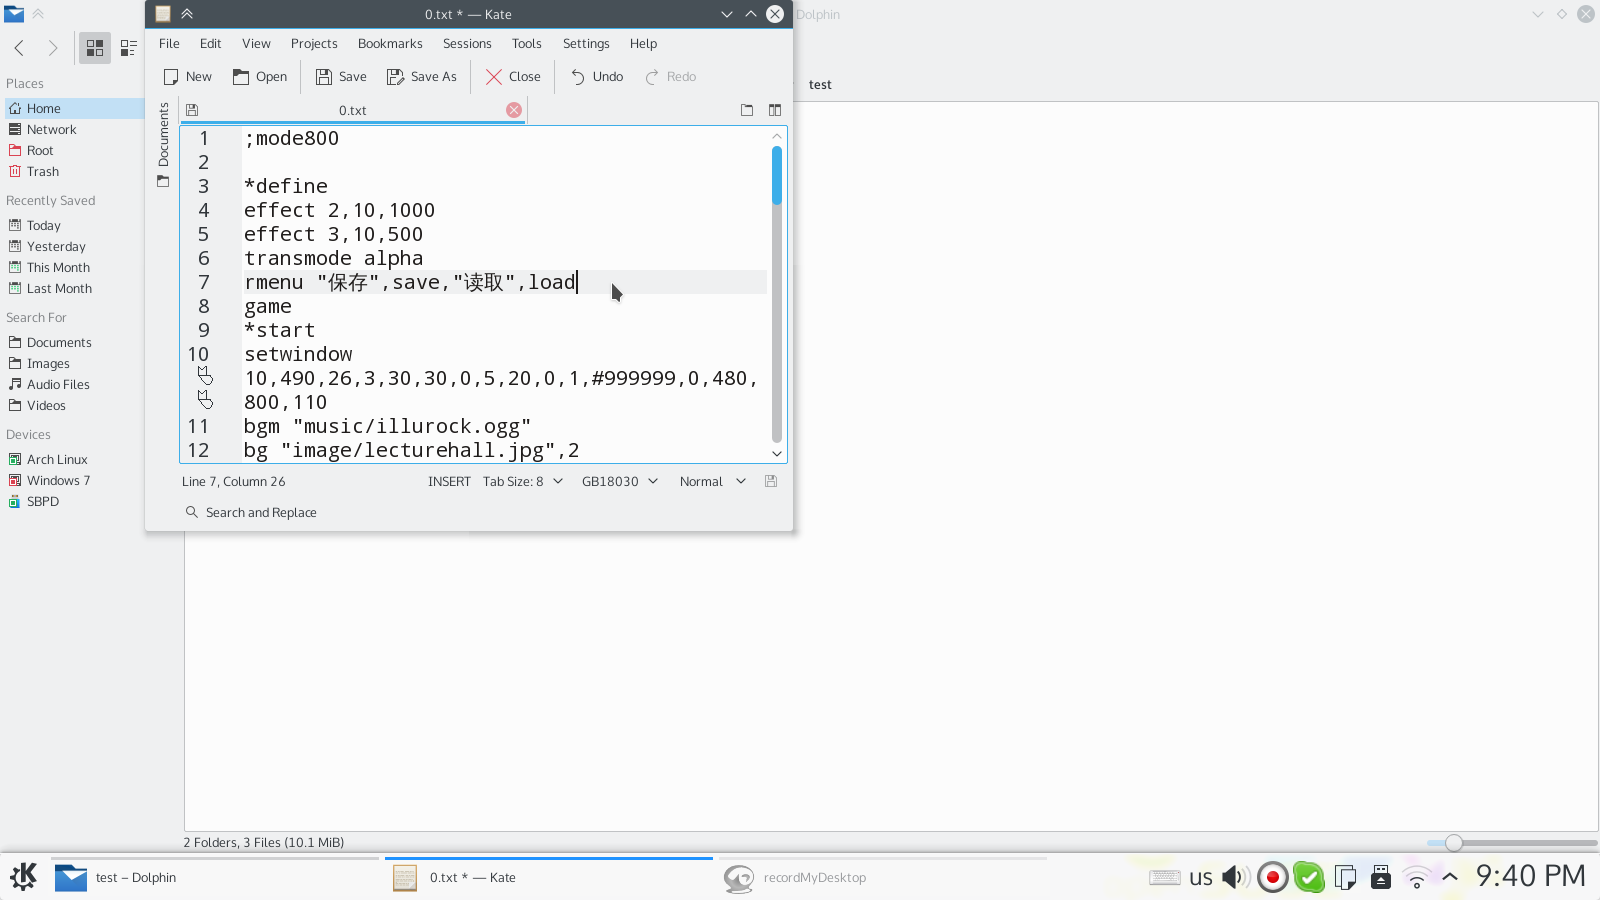 0.txt * — Kate
Dolphin
File Edit View Projects Bookmarks Sessions Tools Settings Help
New Open Save Save As Close Undo Redo
Places
Home
Network
Root
Trash
Recently Saved
Today
Yesterday
This Month
Last Month
Search For
Documents
Images
Audio Files
Videos
Devices
Arch Linux
Windows 7
SBPD
Documents
0.txt
test
1 ;mode800
2
3 *define
4 effect 2,10,1000
5 effect 3,10,500
6 transmode alpha
7 rmenu "保存",save,"读取",load
8 game
9 *start
10 setwindow
10,490,26,3,30,30,0,5,20,0,1,#999999,0,480,
800,110
11 bgm "music/illurock.ogg"
12 bg "image/lecturehall.jpg",2
Line 7, Column 26 INSERT Tab Size: 8 GB18030 Normal
Search and Replace
2 Folders, 3 Files (10.1 MiB)
test – Dolphin
0.txt * — Kate
recordMyDesktop
us
9:40 PM